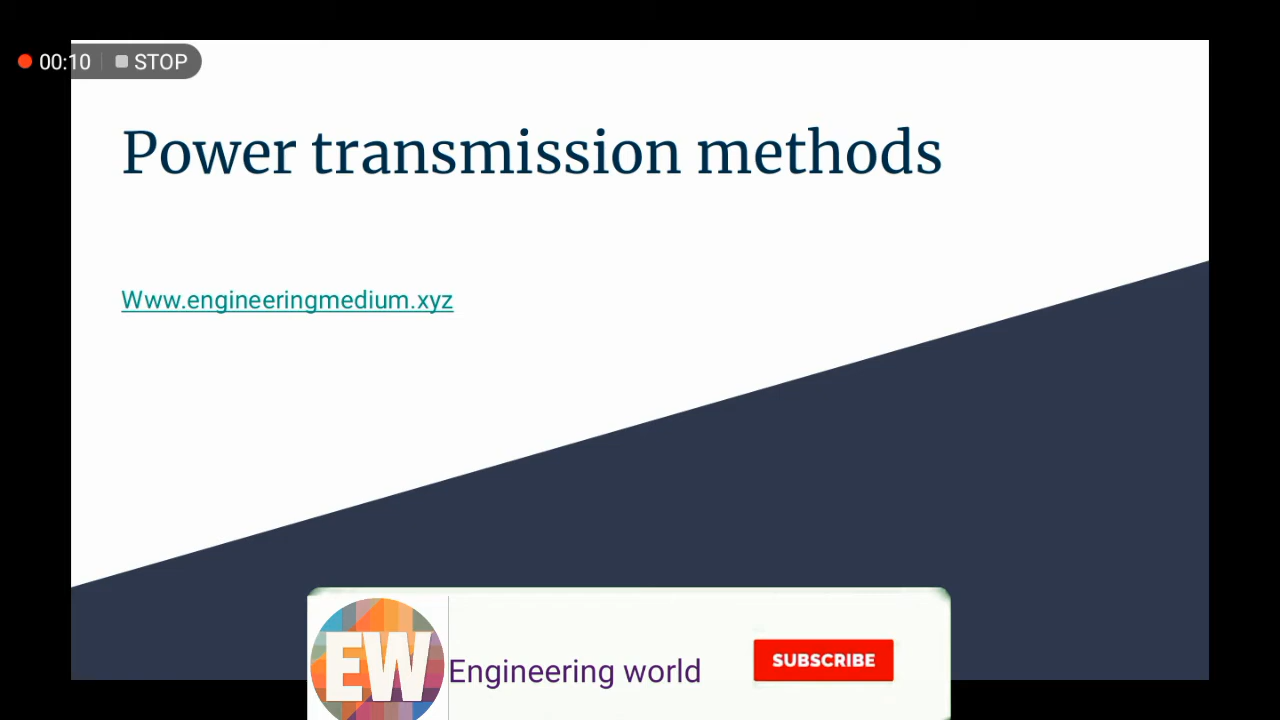 00:10 STOP
Power transmission methods
Www.engineeringmedium.xyz
EW
Engineering world
SUBSCRIBE